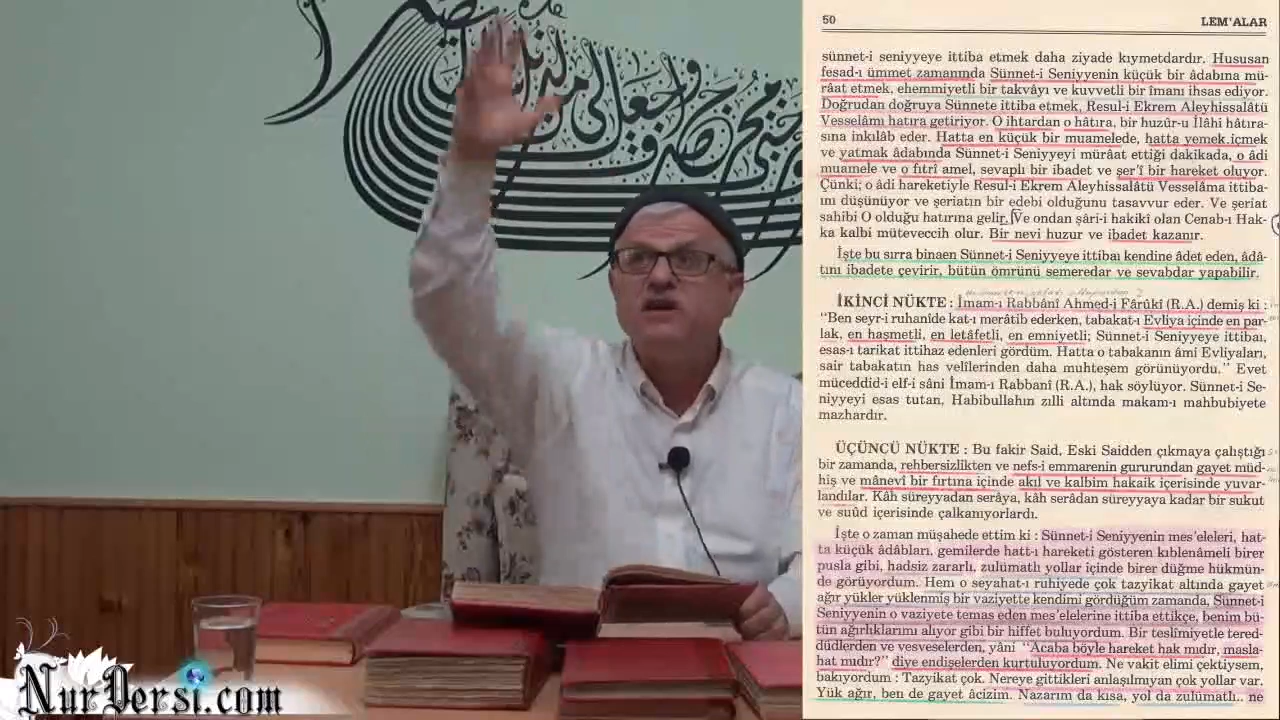 50 LEM'ALAR
sünnet-i seniyyeye ittiba etmek daha ziyade kıymetdardır. Hususan
fesad-ı ümmet zamanında Sünnet-i Seniyyenin küçük bir âdabına mü-
râat etmek, ehemmiyetli bir takvâyı ve kuvvetli bir îmanı ihsas ediyor.
Doğrudan doğruya Sünnete ittiba etmek, Resul-i Ekrem Aleyhissalâtü
Vesselâmı hatıra getiriyor. O ihtardan o hâtıra, bir huzûr-u İlâhi hâtıra-
sına inkılâb eder. Hatta en küçük bir muamelede, hatta yemek,içmek
ve yatmak âdabında Sünnet-i Seniyyeyi mürâat ettiği dakikada, o âdi
muamele ve o fıtrî amel, sevaplı bir ibadet ve şer'î bir hareket oluyor.
Çünki; o âdi hareketiyle Resul-i Ekrem Aleyhissalâtü Vesselâma ittiba-
ını düşünüyor ve şeriatın bir edebi olduğunu tasavvur eder. Ve şeriat
sahibi O olduğu hatırına gelir. Ve ondan şâri-i hakiki olan Cenab-ı Hak-
ka kalbi müteveccih olur. Bir nevi huzur ve ibadet kazanır.
İşte bu sırra binaen Sünnet-i Seniyyeye ittibaı kendine âdet eden, âdâ-
tını ibadete çevirir, bütün ömrünü semeredar ve sevabdar yapabilir.
İKİNCİ NÜKTE : İmam-ı Rabbânî Ahmed-i Fârûkî (R.A.) demiş ki :
"Ben seyr-i ruhanîde kat-ı merâtib ederken, tabakat-ı Evliya içinde en par-
lak, en haşmetli, en letâfetli, en emniyetli; Sünnet-i Seniyyeye ittibaı,
esas-ı tarikat ittihaz edenleri gördüm. Hatta o tabakanın âmi Evliyaları,
sair tabakatın has velîlerinden daha muhteşem görünüyordu." Evet
müceddid-i elf-i sâni İmam-ı Rabbanî (R.A.), hak söylüyor. Sünnet-i Se-
niyyeyi esas tutan, Habibullahın zılli altında makam-ı mahbubiyete
mazhardır.
ÜÇÜNCÜ NÜKTE : Bu fakir Said, Eski Saidden çıkmaya çalıştığı
bir zamanda, rehbersizlikten ve nefs-i emmarenin gururundan gayet müd-
hiş ve mânevî bir fırtına içinde akıl ve kalbim hakaik içerisinde yuvar-
landılar. Kâh süreyyadan serâya, kâh serâdan süreyyaya kadar bir sukut
ve suûd içerisinde çalkanıyorlardı.
İşte o zaman müşahede ettim ki : Sünnet-i Seniyyenin mes'eleleri, hat-
ta küçük âdâbları, gemilerde hatt-ı hareketi gösteren kıblenâmeli birer
pusla gibi, hadsiz zararlı, zulümatlı yollar içinde birer düğme hükmün-
de görüyordum. Hem o seyahat-ı ruhiyede çok tazyikat altında gayet
ağır yükler yüklenmiş bir vaziyette kendimi gördüğüm zamanda, Sünnet-i
Seniyyenin o vaziyete temas eden mes'elelerine ittiba ettikçe, benim bü-
tün ağırlıklarımı alıyor gibi bir hiffet buluyordum. Bir teslîmiyetle tered-
düdlerden ve vesveselerden, yâni "Acaba böyle hareket hak mıdır, masla-
hat mıdır?" diye endişelerden kurtuluyordum. Ne vakit elimi çektiysem,
bakıyordum : Tazyikat çok. Nereye gittikleri anlaşılmıyan çok yollar var.
Yük ağır, ben de gayet âcizim. Nazarım da kısa, yol da zulümatlı.. ne
NurDersi.com